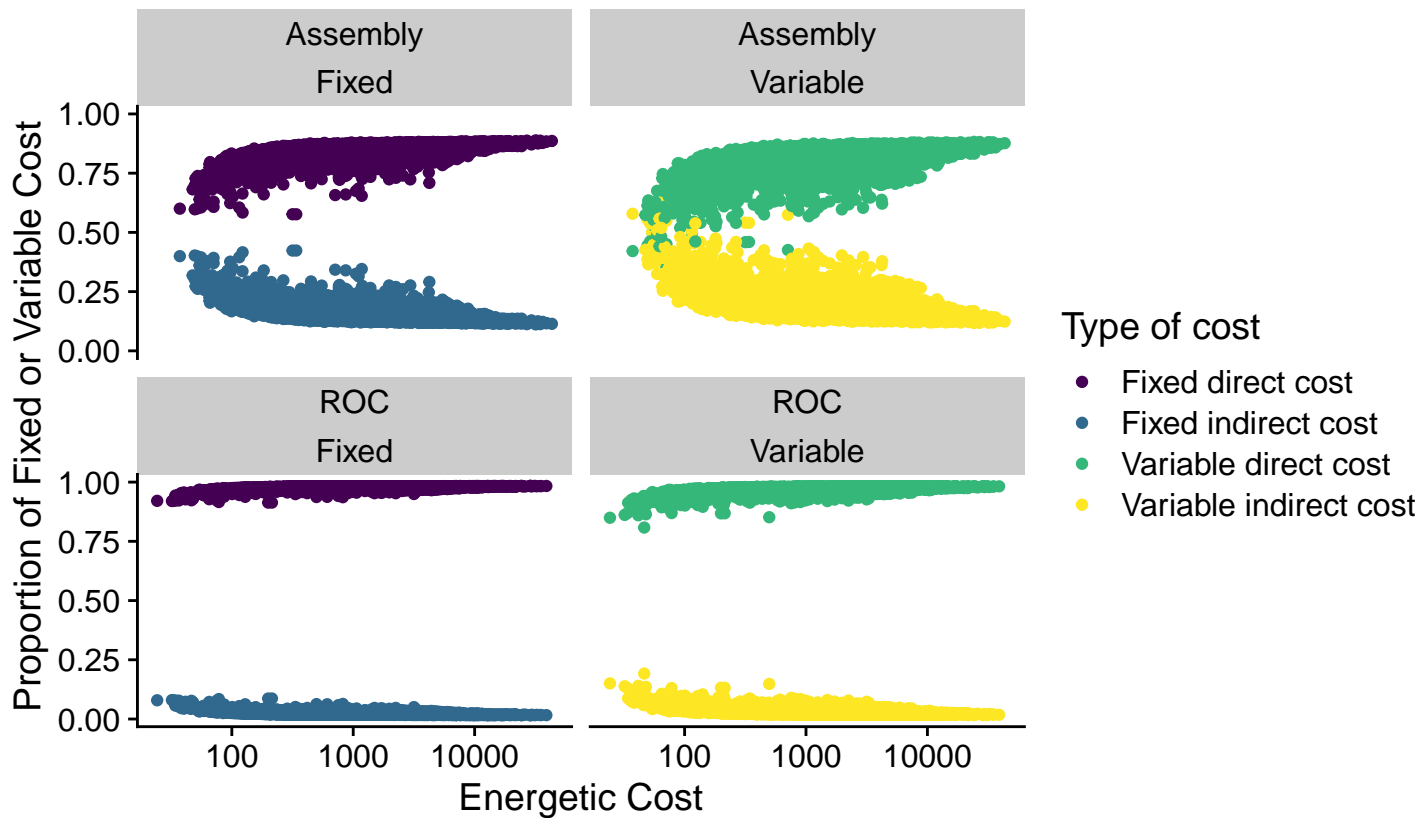 Assembly
Fixed
Assembly
Variable
Proportion of Fixed or Variable Cost
1.00
0.75
0.50
0.25
0.00
ROC
Fixed
ROC
Variable
1.00
0.75
0.50
0.25
0.00
100
1000
10000
100
1000
10000
Energetic Cost
Type of cost
Fixed direct cost
Fixed indirect cost
Variable direct cost
Variable indirect cost